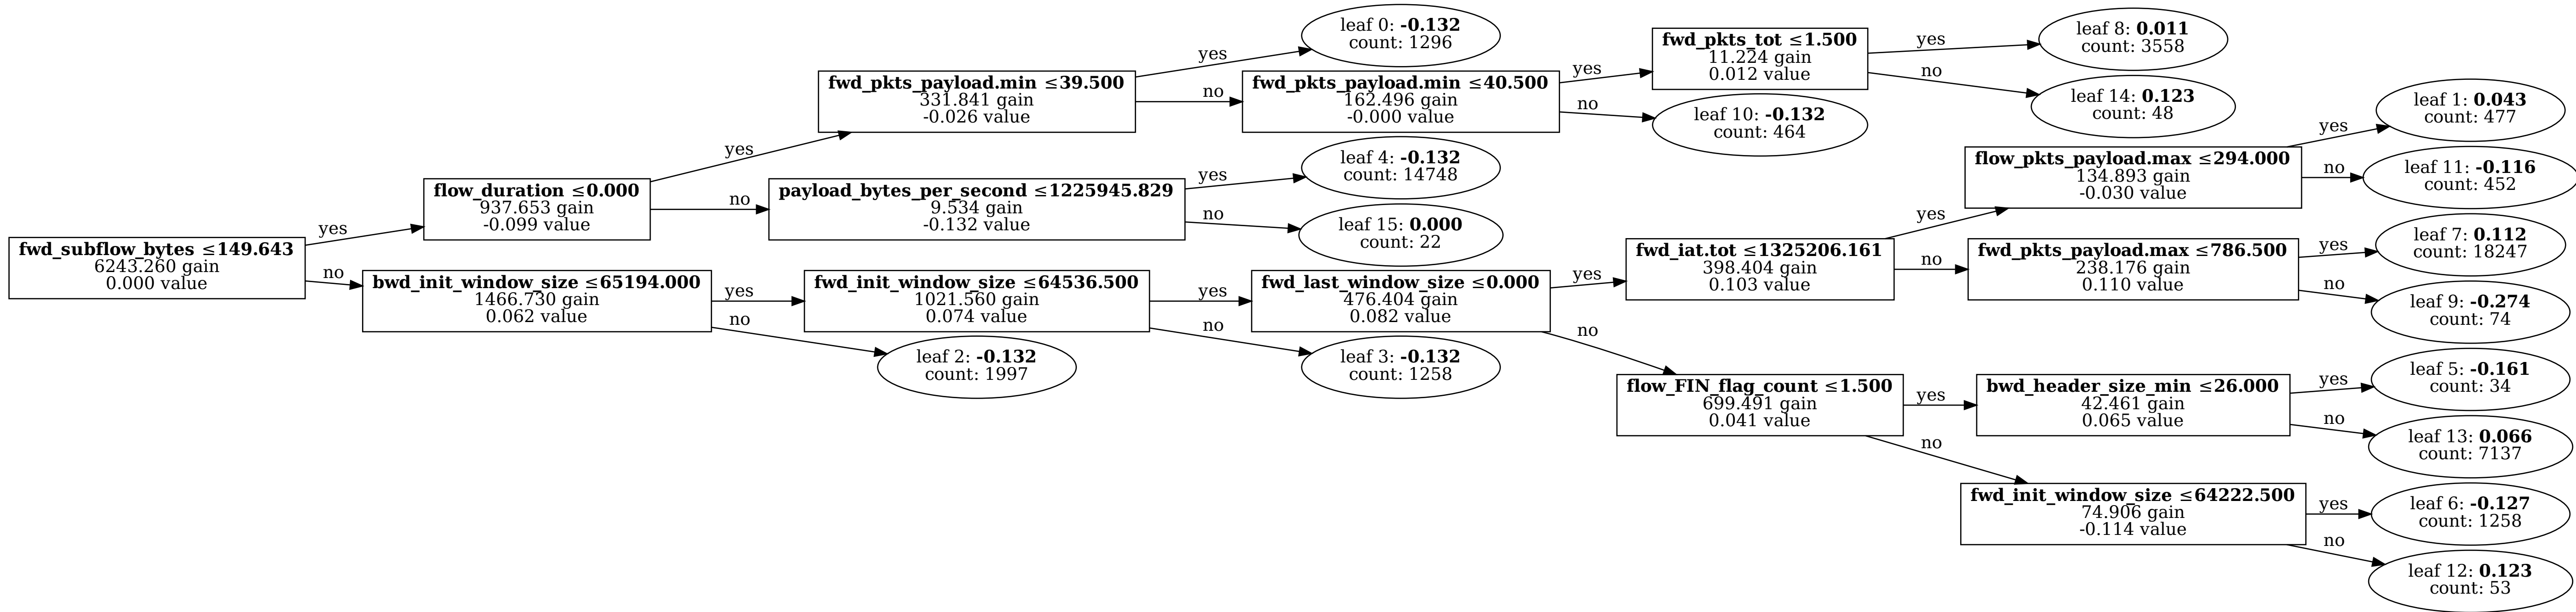 fwd_subflow_bytes ≤149.643
6243.260 gain
0.000 value
yes
no
flow_duration ≤0.000
937.653 gain
-0.099 value
yes
no
bwd_init_window_size ≤65194.000
1466.730 gain
0.062 value
yes
no
fwd_pkts_payload.min ≤39.500
331.841 gain
-0.026 value
yes
no
payload_bytes_per_second ≤1225945.829
9.534 gain
-0.132 value
yes
no
fwd_init_window_size ≤64536.500
1021.560 gain
0.074 value
yes
no
leaf 2: -0.132
count: 1997
leaf 0: -0.132
count: 1296
fwd_pkts_payload.min ≤40.500
162.496 gain
-0.000 value
yes
no
leaf 4: -0.132
count: 14748
leaf 15: 0.000
count: 22
fwd_last_window_size ≤0.000
476.404 gain
0.082 value
yes
no
leaf 3: -0.132
count: 1258
fwd_pkts_tot ≤1.500
11.224 gain
0.012 value
yes
no
leaf 10: -0.132
count: 464
fwd_iat.tot ≤1325206.161
398.404 gain
0.103 value
yes
no
flow_FIN_flag_count ≤1.500
699.491 gain
0.041 value
yes
no
leaf 8: 0.011
count: 3558
leaf 14: 0.123
count: 48
flow_pkts_payload.max ≤294.000
134.893 gain
-0.030 value
yes
no
fwd_pkts_payload.max ≤786.500
238.176 gain
0.110 value
yes
no
bwd_header_size_min ≤26.000
42.461 gain
0.065 value
yes
no
fwd_init_window_size ≤64222.500
74.906 gain
-0.114 value
yes
no
leaf 1: 0.043
count: 477
leaf 11: -0.116
count: 452
leaf 7: 0.112
count: 18247
leaf 9: -0.274
count: 74
leaf 5: -0.161
count: 34
leaf 13: 0.066
count: 7137
leaf 6: -0.127
count: 1258
leaf 12: 0.123
count: 53